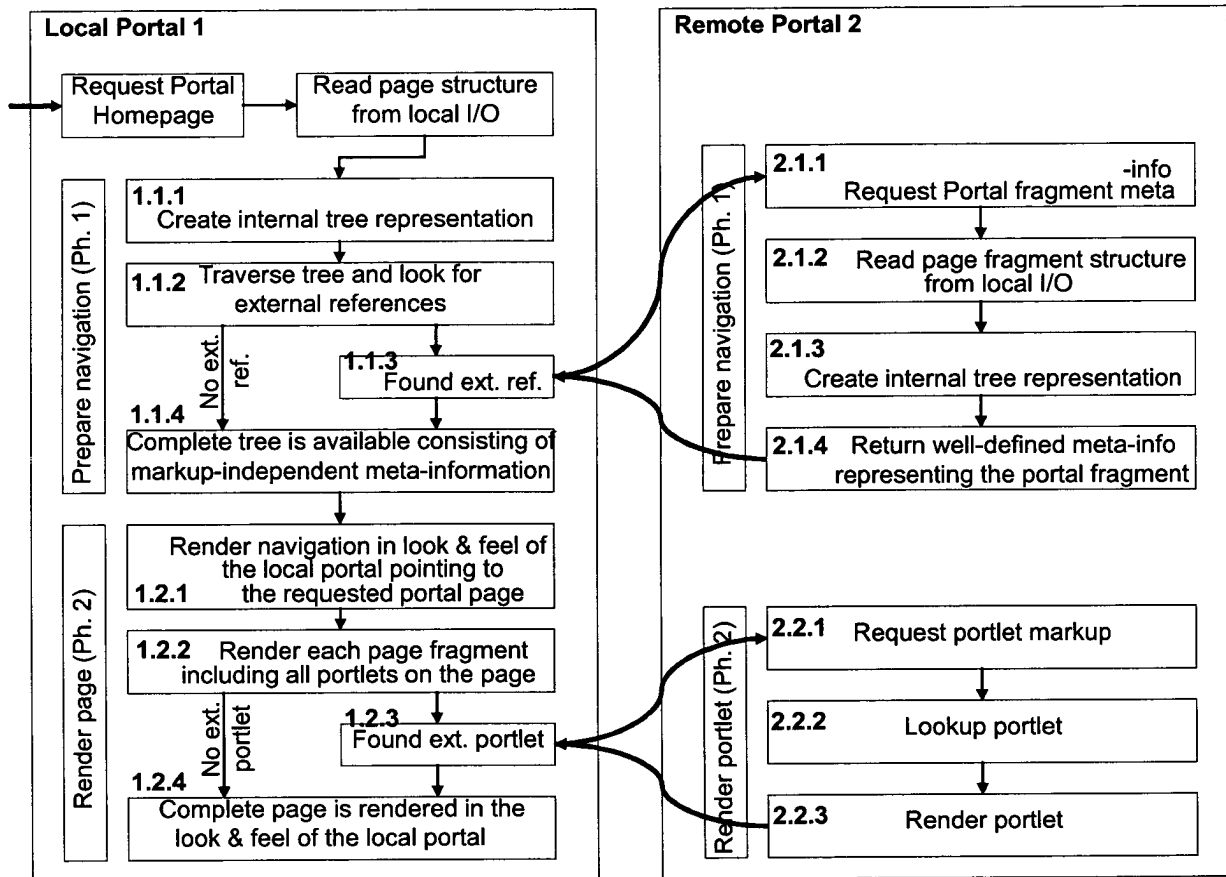 Local Portal 1
Request Portal
Homepage
Read page structure
from local I/O
Prepare navigation (Ph. 1)
1.1.1
Create internal tree representation
1.1.2
Traverse tree and look for
external references
No ext.
ref.
1.1.3
Found ext. ref.
1.1.4
Complete tree is available consisting of
markup-independent meta-information
Render page (Ph. 2)
Render navigation in look & feel of
the local portal pointing to
1.2.1
the requested portal page
1.2.2
Render each page fragment
including all portlets on the page
No ext.
portlet
1.2.3
Found ext. portlet
1.2.4
Complete page is rendered in the
look & feel of the local portal
Remote Portal 2
Prepare navigation (Ph. 1)
2.1.1
-info
Request Portal fragment meta
2.1.2
Read page fragment structure
from local I/O
2.1.3
Create internal tree representation
2.1.4
Return well-defined meta-info
representing the portal fragment
Render portlet (Ph. 2)
2.2.1
Request portlet markup
2.2.2
Lookup portlet
2.2.3
Render portlet